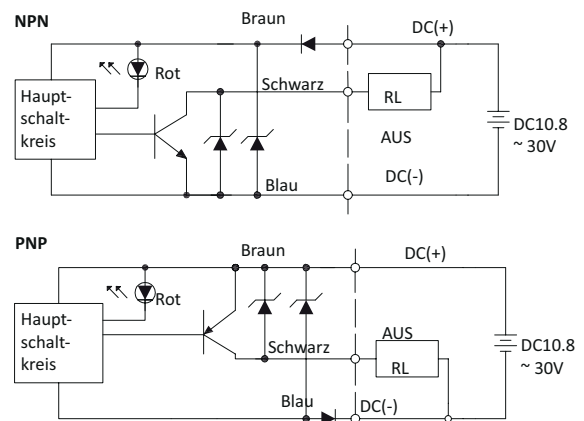 NPN
Braun
DC(+)
Rot
Schwarz
RL
Haupt-
schalt-
kreis
AUS
DC10.8
~ 30V
Blau
DC(-)
PNP
Braun
DC(+)
Rot
Haupt-
schalt-
kreis
AUS
Schwarz
RL
DC10.8
~ 30V
Blau
DC(-)